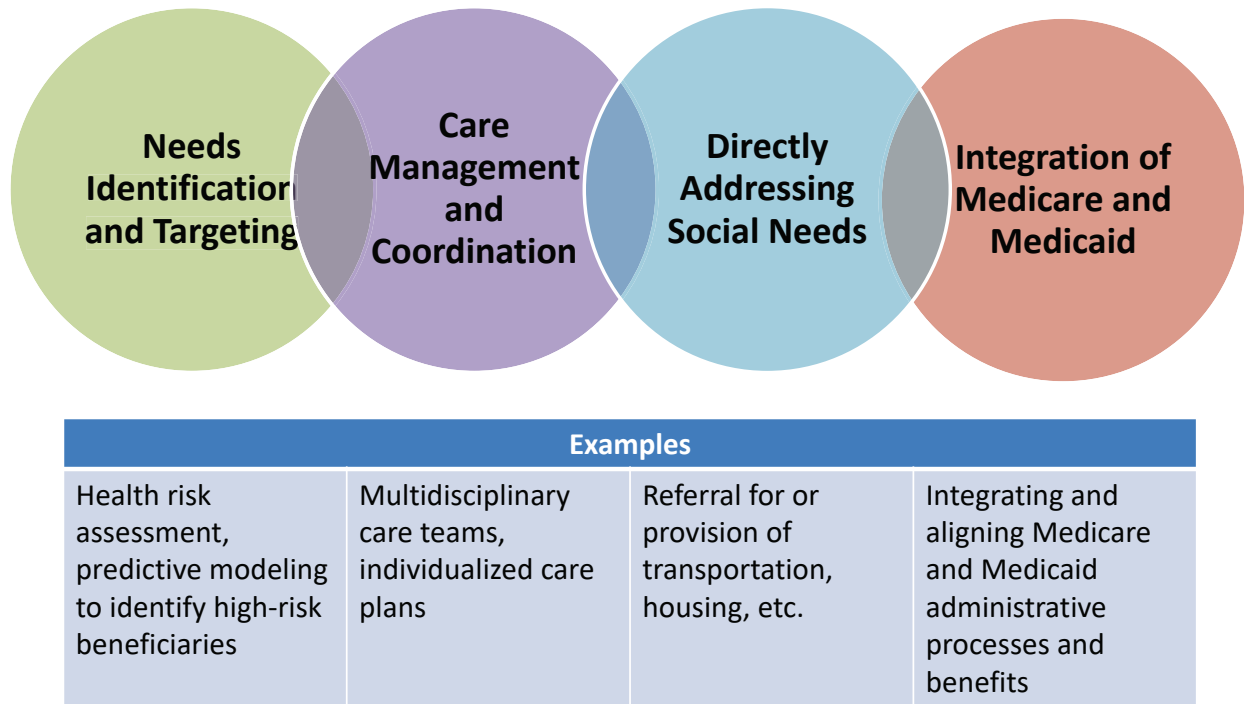 Needs
Identification
and Targeting
Care
Management
and
Coordination
Directly
Addressing
Social Needs
Integration of
Medicare and
Medicaid
Examples
Health risk
assessment,
predictive modeling
to identify high-risk
beneficiaries
Multidisciplinary
care teams,
individualized care
plans
Referral for or
provision of
transportation,
housing, etc.
Integrating and
aligning Medicare
and Medicaid
administrative
processes and
benefits